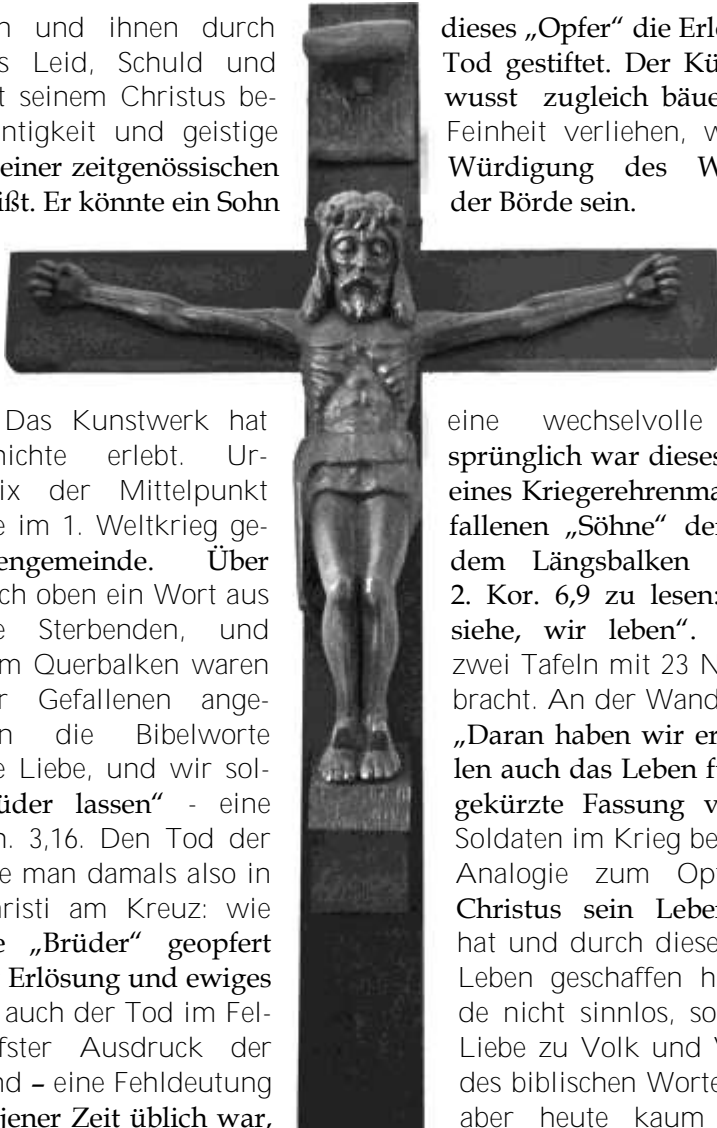 n und ihnen durch dieses „Opfer“ die Erlö
s Leid, Schuld und Tod gestiftet. Der Kü
t seinem Christus be- wusst zugleich bäue
ntigkeit und geistige Feinheit verliehen, w
einer zeitgenössischen Würdigung des W
ißt. Er könnte ein Sohn der Börde sein.
Das Kunstwerk hat eine wechselvolle
hichte erlebt. Ur- sprünglich war dieses
ix der Mittelpunkt eines Kriegerehrenma
e im 1. Weltkrieg ge- fallenen „Söhne“ der
engemeinde. Über dem Längsbalken
ch oben ein Wort aus 2. Kor. 6,9 zu lesen:
e Sterbenden, und siehe, wir leben“.
m Querbalken waren zwei Tafeln mit 23 N
r Gefallenen ange- bracht. An der Wand
n die Bibelworte „Daran haben wir er
e Liebe, und wir sol- len auch das Leben f
üder lassen“ - eine gekürzte Fassung v
h. 3,16. Den Tod der Soldaten im Krieg be
e man damals also in Analogie zum Opf
risti am Kreuz: wie Christus sein Leben
e „Brüder“ geopfert hat und durch diese
Erlösung und ewiges Leben geschaffen h
auch der Tod im Fel- de nicht sinnlos, so
fster Ausdruck der Liebe zu Volk und V
nd – eine Fehldeutung des biblischen Worte
jener Zeit üblich war, aber heute kaum